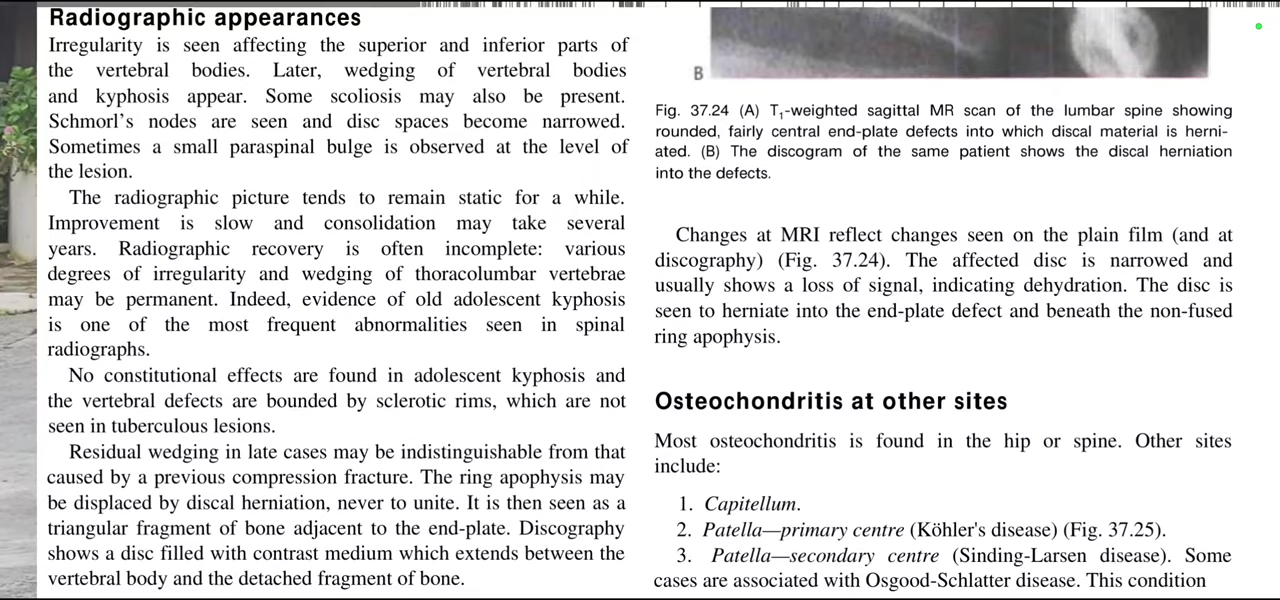 Radiographic appearances
Irregularity is seen affecting the superior and inferior parts of
the vertebral bodies. Later, wedging of vertebral bodies
and kyphosis appear. Some scoliosis may also be present.
Schmorl's nodes are seen and disc spaces become narrowed.
Sometimes a small paraspinal bulge is observed at the level of
the lesion.
The radiographic picture tends to remain static for a while.
Improvement is slow and consolidation may take several
years. Radiographic recovery is often incomplete: various
degrees of irregularity and wedging of thoracolumbar vertebrae
may be permanent. Indeed, evidence of old adolescent kyphosis
is one of the most frequent abnormalities seen in spinal
radiographs.
No constitutional effects are found in adolescent kyphosis and
the vertebral defects are bounded by sclerotic rims, which are not
seen in tuberculous lesions.
Residual wedging in late cases may be indistinguishable from that
caused by a previous compression fracture. The ring apophysis may
be displaced by discal herniation, never to unite. It is then seen as a
triangular fragment of bone adjacent to the end-plate. Discography
shows a disc filled with contrast medium which extends between the
vertebral body and the detached fragment of bone.
B
Fig. 37.24 (A) T₁-weighted sagittal MR scan of the lumbar spine showing
rounded, fairly central end-plate defects into which discal material is herni-
ated. (B) The discogram of the same patient shows the discal herniation
into the defects.
Changes at MRI reflect changes seen on the plain film (and at
discography) (Fig. 37.24). The affected disc is narrowed and
usually shows a loss of signal, indicating dehydration. The disc is
seen to herniate into the end-plate defect and beneath the non-fused
ring apophysis.
Osteochondritis at other sites
Most osteochondritis is found in the hip or spine. Other sites
include:
1. Capitellum.
2. Patella—primary centre (Köhler's disease) (Fig. 37.25).
3. Patella—secondary centre (Sinding-Larsen disease). Some
cases are associated with Osgood-Schlatter disease. This condition